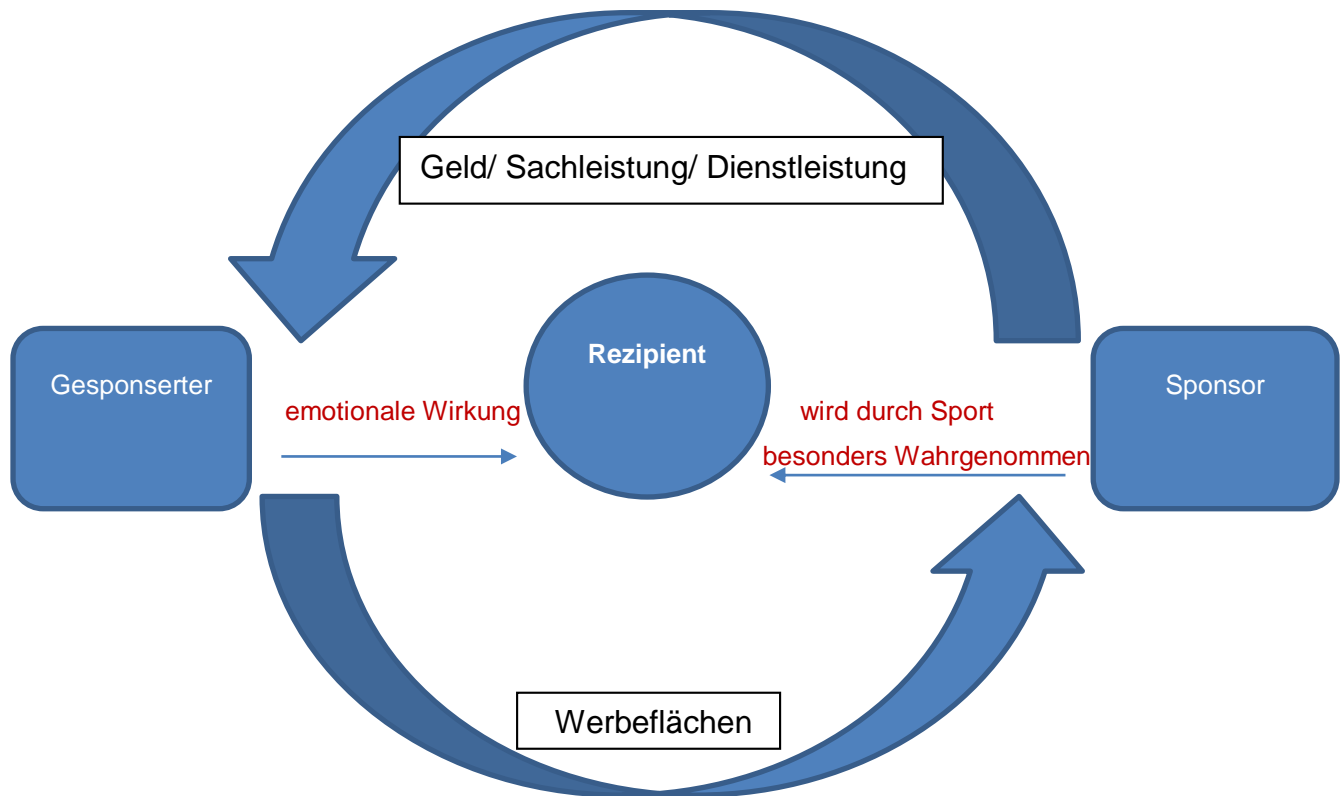 Geld/ Sachleistung/ Dienstleistung
Rezipient
Gesponserter
Sponsor
emotionale Wirkung
wird durch Sport
besonders Wahrgenommen
Werbeflächen